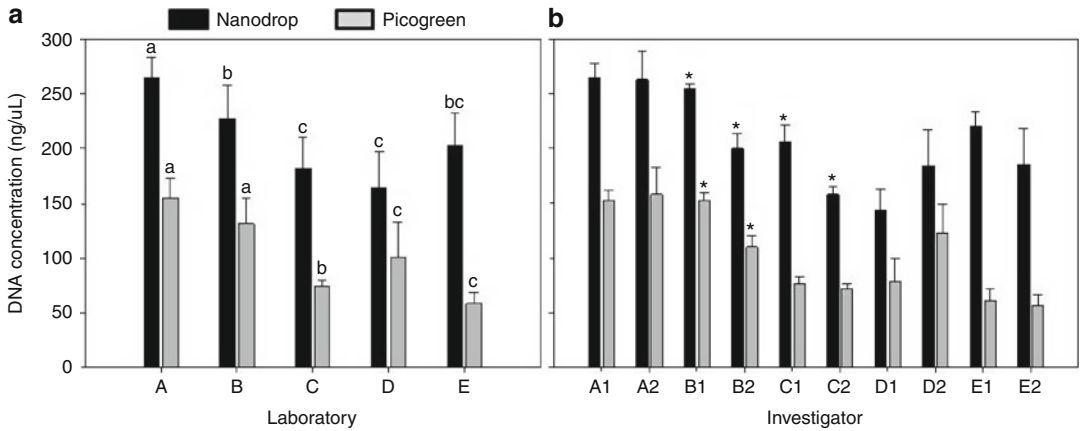 a
Nanodrop
Picogreen
b
DNA concentration (ng/uL)
300
250
200
150
100
50
0
a
b
c
c
bc
a
a
b
c
c
A
B
C
D
E
Laboratory
*
*
*
*
*
*
A1
A2
B1
B2
C1
C2
D1
D2
E1
E2
Investigator